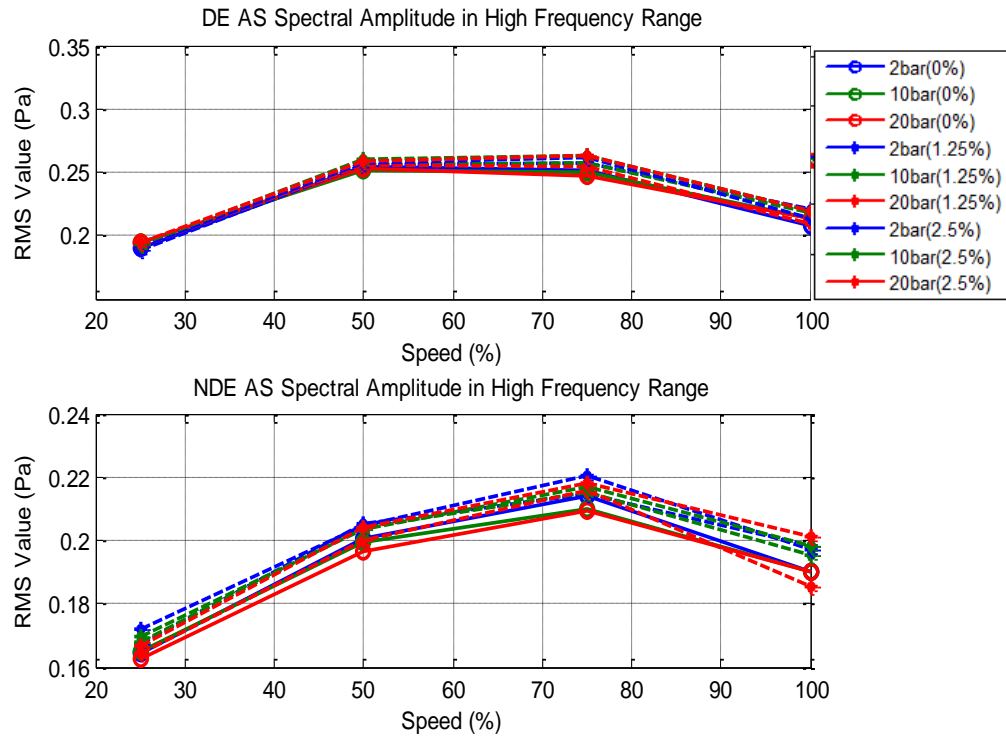 DE AS Spectral Amplitude in High Frequency Range
0.35
0.3
0.25
0.2
RMS Value (Pa)
20 30 40 50 60 70 80 90 100
Speed (%)
2bar(0%)
10bar(0%)
20bar(0%)
2bar(1.25%)
10bar(1.25%)
20bar(1.25%)
2bar(2.5%)
10bar(2.5%)
20bar(2.5%)
NDE AS Spectral Amplitude in High Frequency Range
0.24
0.22
0.2
0.18
0.16
RMS Value (Pa)
20 30 40 50 60 70 80 90 100
Speed (%)